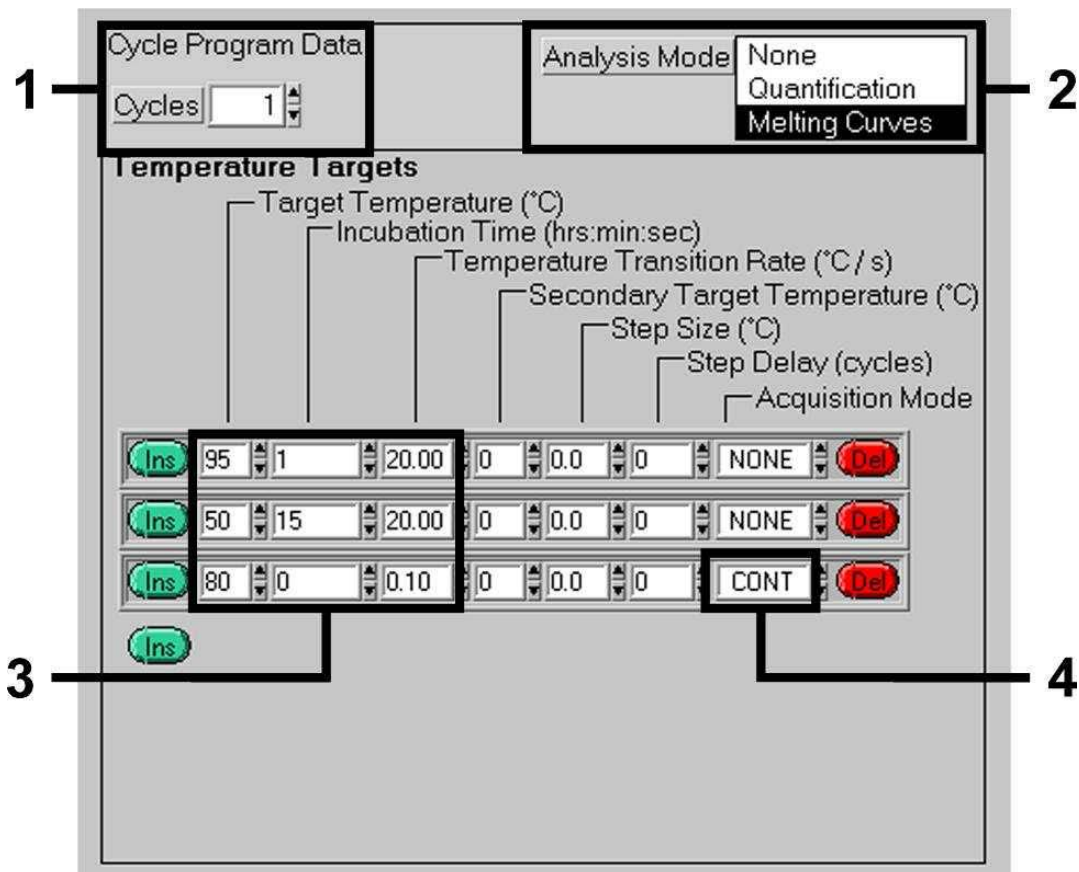 Cycle Program Data
1
Cycles 1
Analysis Mode None
Quantification
Melting Curves
2
Temperature Targets
Target Temperature (°C)
Incubation Time (hrs:min:sec)
Temperature Transition Rate (°C / s)
Secondary Target Temperature (°C)
Step Size (°C)
Step Delay (cycles)
Acquisition Mode
Ins 95 1 20.00 0 0.0 0 NONE Del
Ins 50 15 20.00 0 0.0 0 NONE Del
Ins 80 0 0.10 0 0.0 0 CONT Del
Ins
3
4